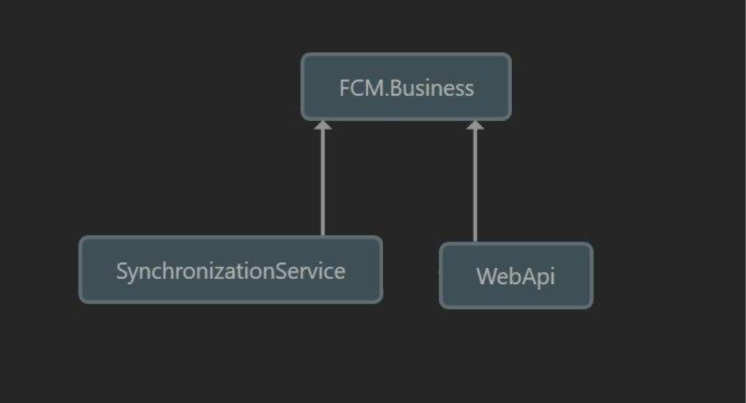 FCM.Business
SynchronizationService
WebApi